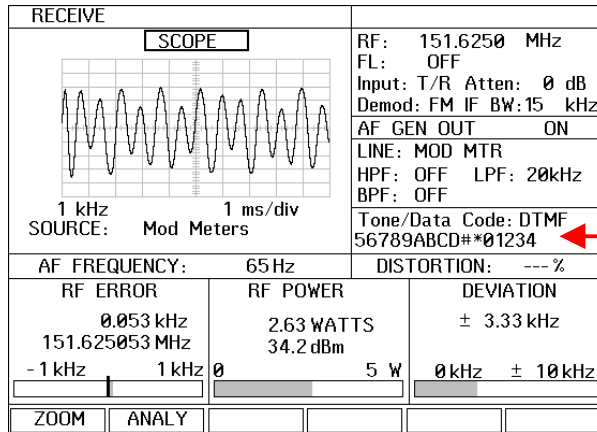 RECEIVE
SCOPE
1 kHz 1 ms/div
SOURCE: Mod Meters
RF: 151.6250 MHz
FL: OFF
Input: T/R Atten: 0 dB
Demod: FM IF BW:15 kHz
AF GEN OUT ON
LINE: MOD MTR
HPF: OFF LPF: 20kHz
BPF: OFF
Tone/Data Code: DTMF
56789ABCD#*01234
AF FREQUENCY: 65 Hz
DISTORTION: ---%
RF ERROR
0.053 kHz
151.625053 MHz
-1 kHz 1 kHz
RF POWER
2.63 WATTS
34.2 dBm
0 5 W
DEVIATION
± 3.33 kHz
0 kHz ± 10 kHz
ZOOM ANALY